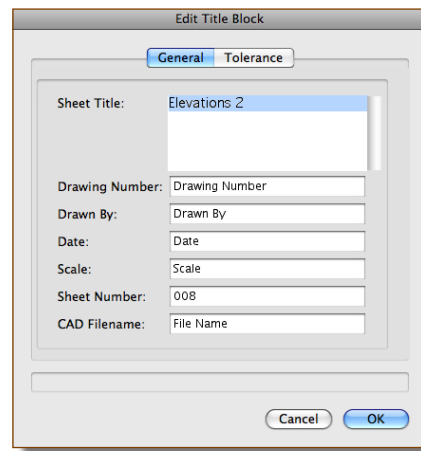 Edit Title Block
General Tolerance
Sheet Title: Elevations 2
Drawing Number: Drawing Number
Drawn By: Drawn By
Date: Date
Scale: Scale
Sheet Number: 008
CAD Filename: File Name
Cancel OK